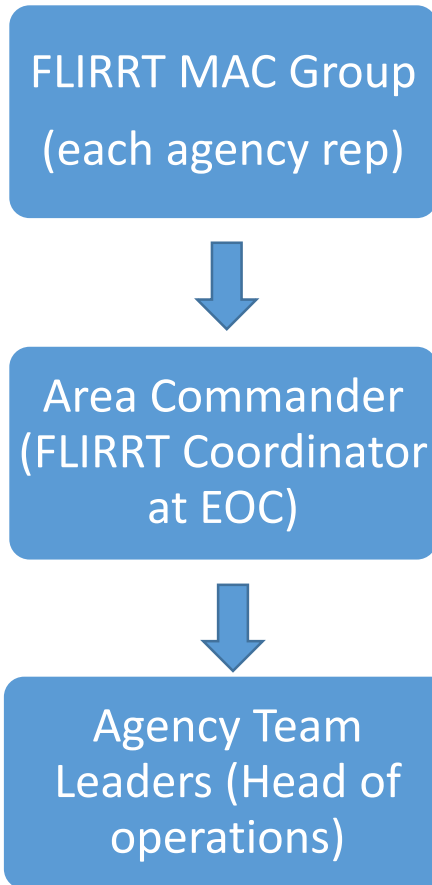 FLIRRT MAC Group
(each agency rep)
Area Commander
(FLIRRT Coordinator
at EOC)
Agency Team
Leaders (Head of
operations)